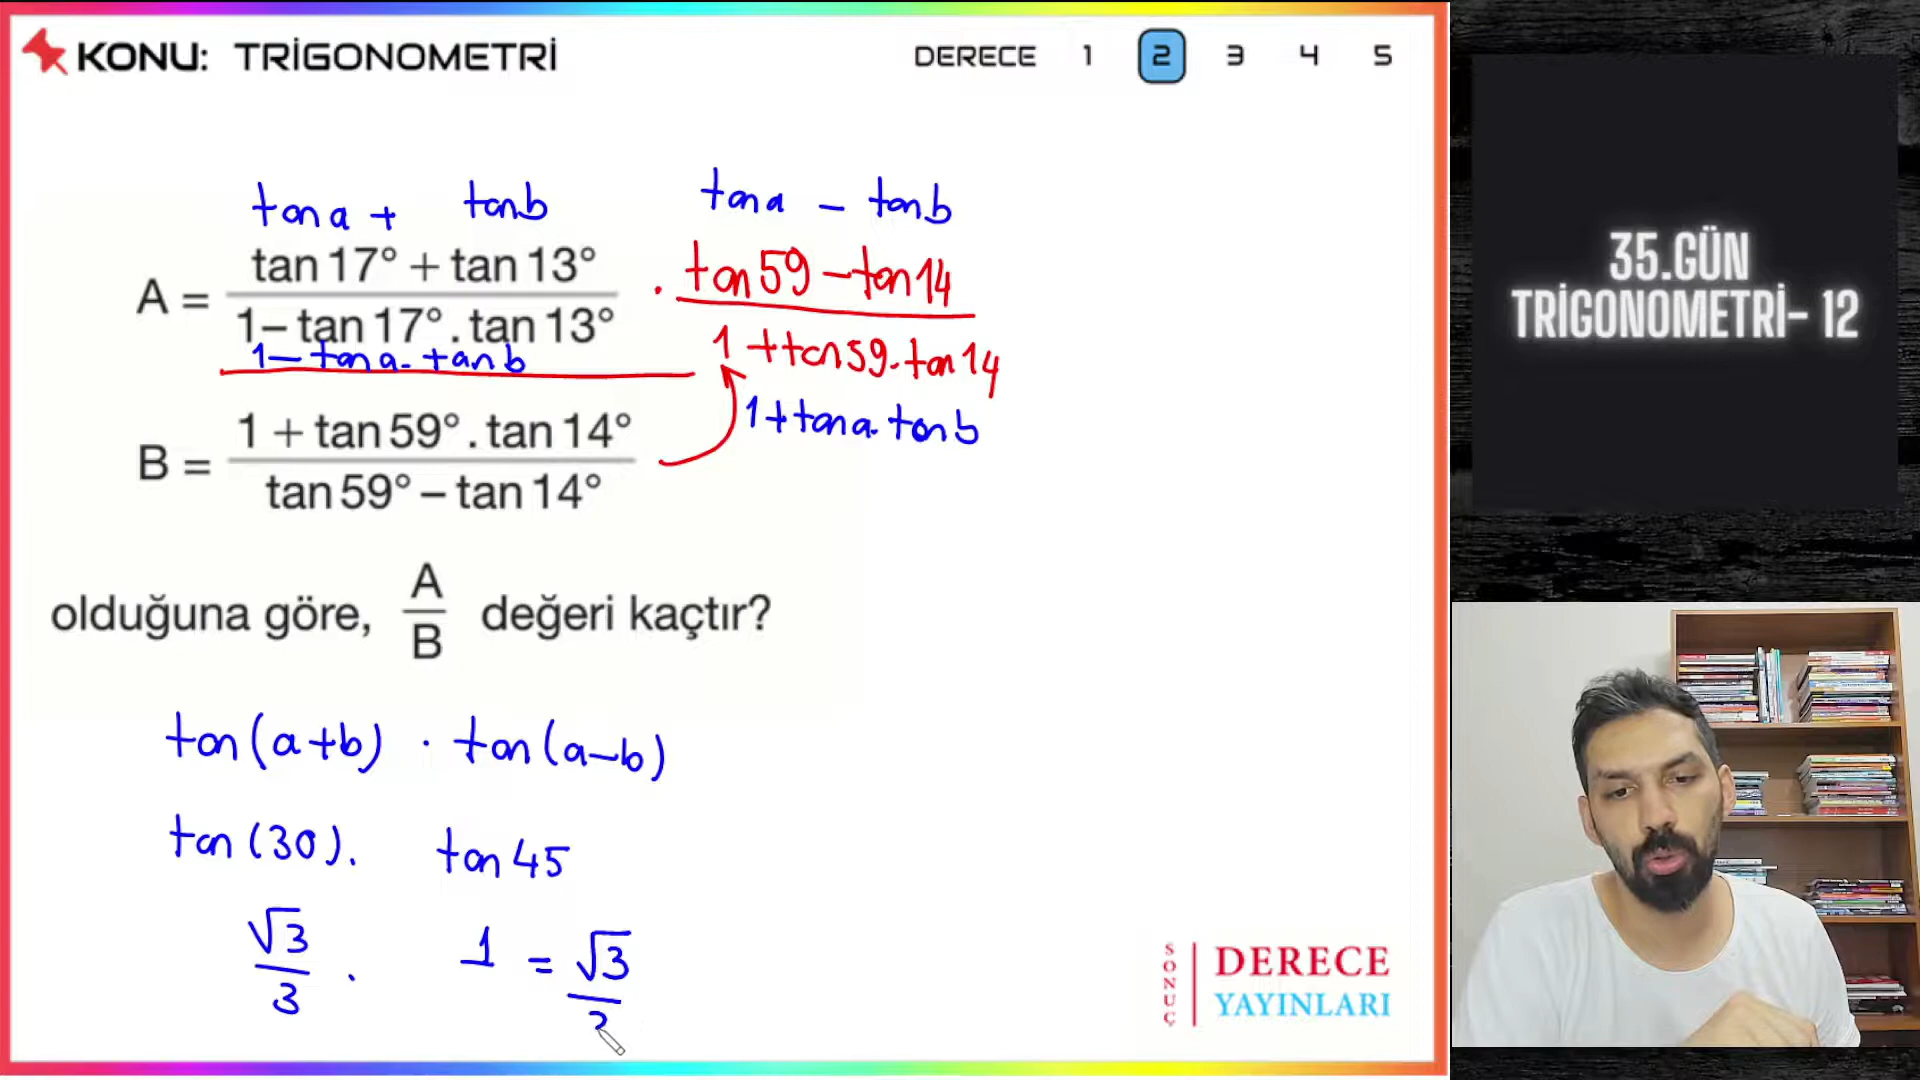 KONU: TRİGONOMETRİ
DERECE 1 2 3 4 5
tan a + tan b
tan a - tan b
A = tan 17° + tan 13° / 1 – tan 17° . tan 13°
. tan 59 - tan 14 / 1 + tan 59 . tan 14
1 - tan a . tan b
1 + tan a . tan b
B = 1 + tan 59° . tan 14° / tan 59° – tan 14°
olduğuna göre, A/B değeri kaçtır?
tan(a+b) . tan(a-b)
tan(30). tan 45
√3/3 . 1 = √3/3
SONUÇ
DERECE
YAYINLARI
35.GÜN
TRİGONOMETRİ- 12